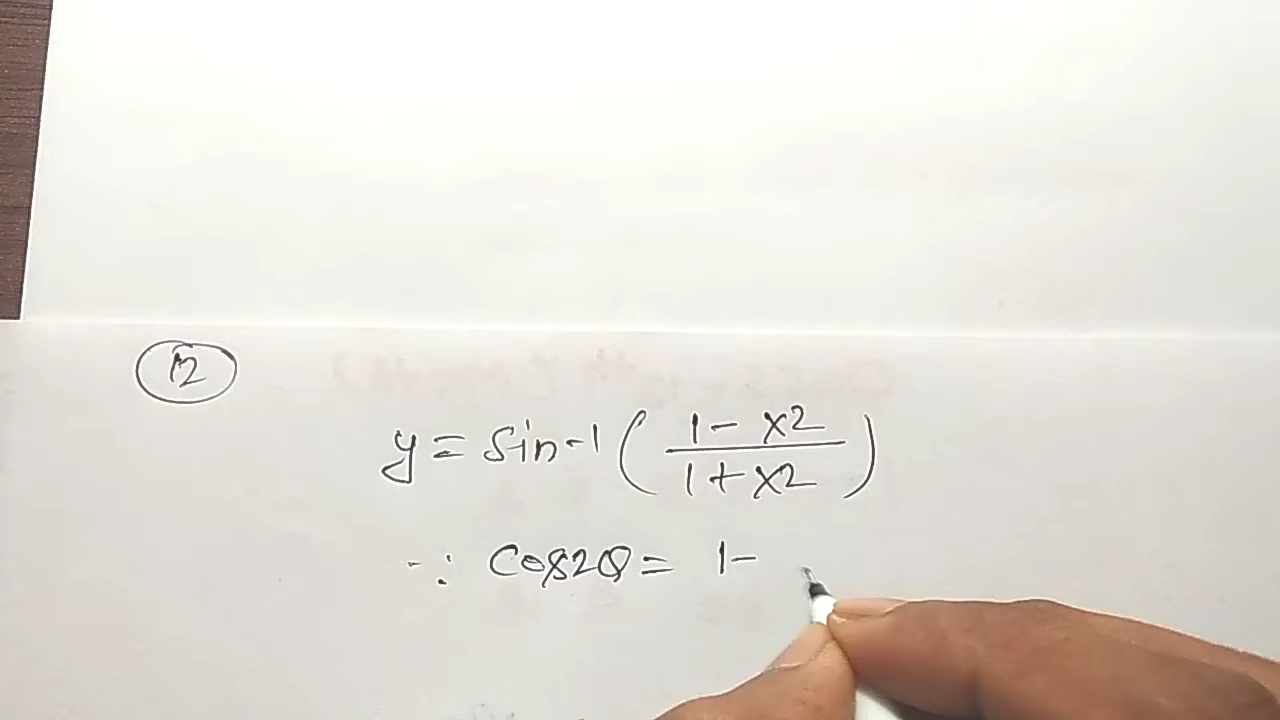 12
y = sin-1 ( 1 - x2 / 1 + x2 )
∵ cos2θ = 1 -